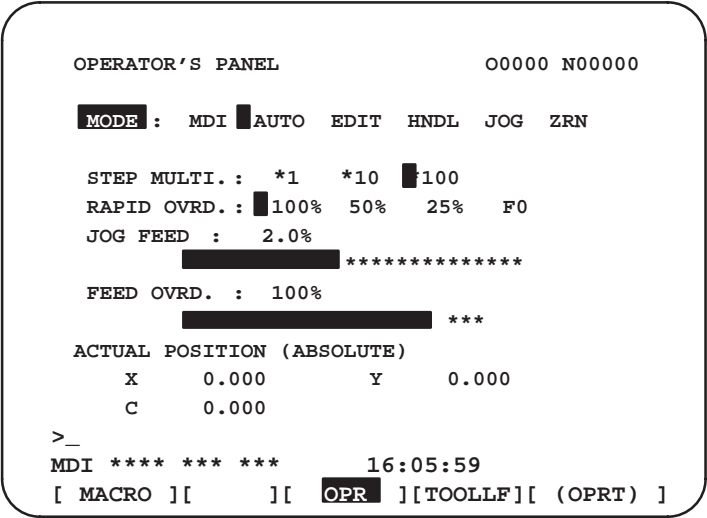 OPERATOR'S PANEL O0000 N00000
MODE : MDI AUTO EDIT HNDL JOG ZRN
STEP MULTI. : *1 *10 *100
RAPID OVRD. : 100% 50% 25% F0
JOG FEED : 2.0%
**************
FEED OVRD. : 100%
***
ACTUAL POSITION (ABSOLUTE)
X 0.000 Y 0.000
C 0.000
>_
MDI **** *** *** 16:05:59
[ MACRO ][ ][ OPR ][TOOLLF][ (OPRT) ]